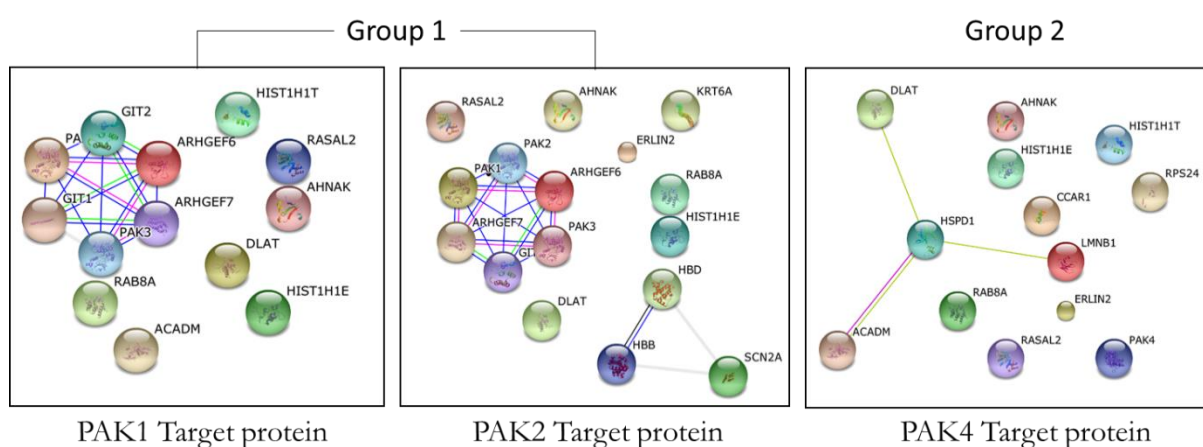 Group 1
Group 2
GIT2
HIST1H1T
PA
ARHGEF6
RASAL2
GIT1
ARHGEF7
AHNAK
PAK3
DLAT
RAB8A
HIST1H1E
ACADM
PAK1 Target protein
RASAL2
AHNAK
KRT6A
PAK2
ERLIN2
PAK1
ARHGEF6
RAB8A
ARHGEF7
PAK3
HIST1H1E
GIT
HBD
DLAT
HBB
SCN2A
PAK2 Target protein
DLAT
AHNAK
HIST1H1T
HIST1H1E
RPS24
CCAR1
HSPD1
LMNB1
RAB8A
ERLIN2
ACADM
RASAL2
PAK4
PAK4 Target protein